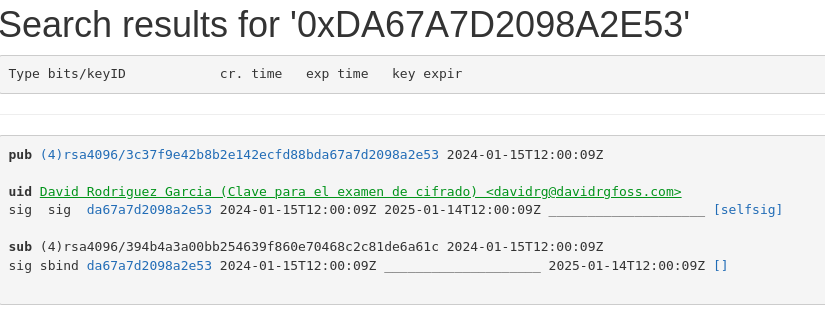 Search results for '0xDA67A7D2098A2E53'
Type bits/keyID            cr. time   exp time   key expir
pub (4)rsa4096/3c37f9e42b8b2e142ecfd88bda67a7d2098a2e53 2024-01-15T12:00:09Z
uid David Rodriguez Garcia (Clave para el examen de cifrado) <davidrg@davidrgfoss.com>
sig  sig  da67a7d2098a2e53 2024-01-15T12:00:09Z 2025-01-14T12:00:09Z ____________________ [selfsig]
sub (4)rsa4096/394b4a3a00bb254639f860e70468c2c81de6a61c 2024-01-15T12:00:09Z
sig sbind da67a7d2098a2e53 2024-01-15T12:00:09Z ____________________ 2025-01-14T12:00:09Z []